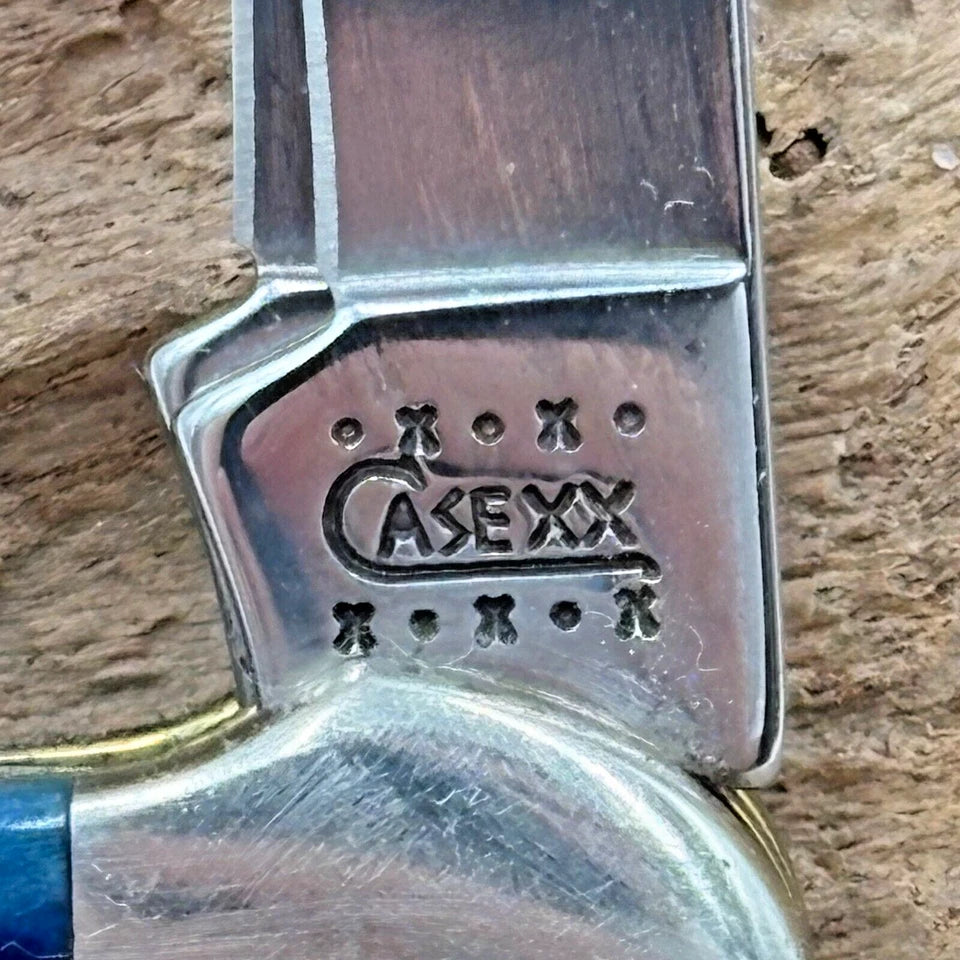 • X • X •
CASE XX
X • X • X